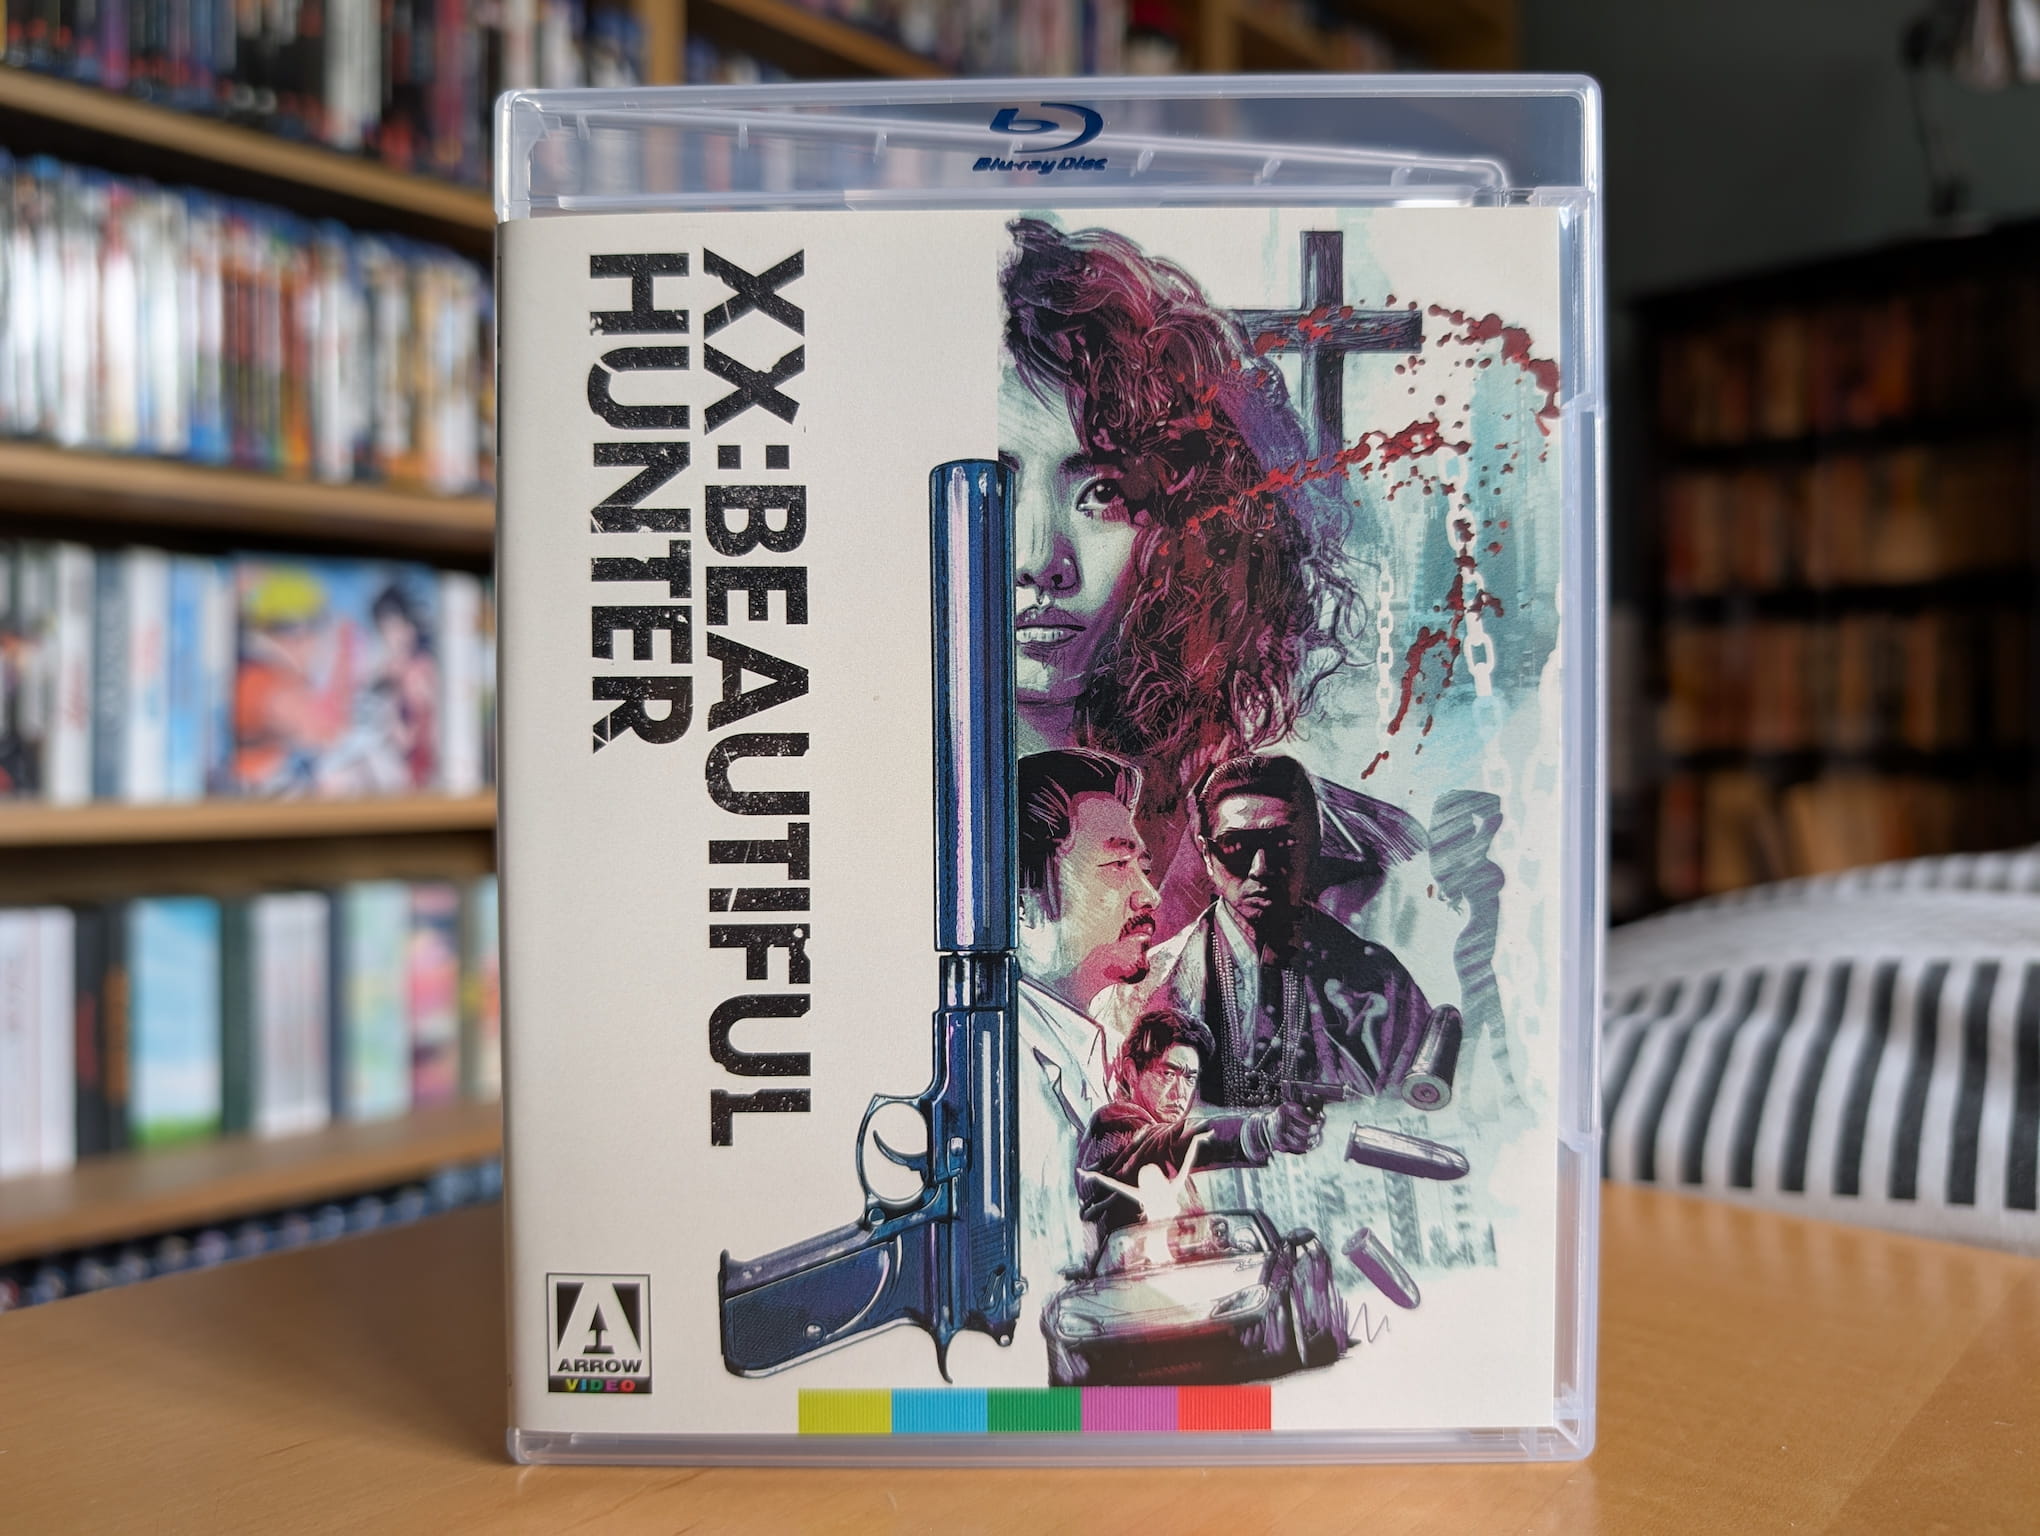 Blu-ray Disc
XX: BEAUTIFUL
HUNTER
ARROW
VIDEO